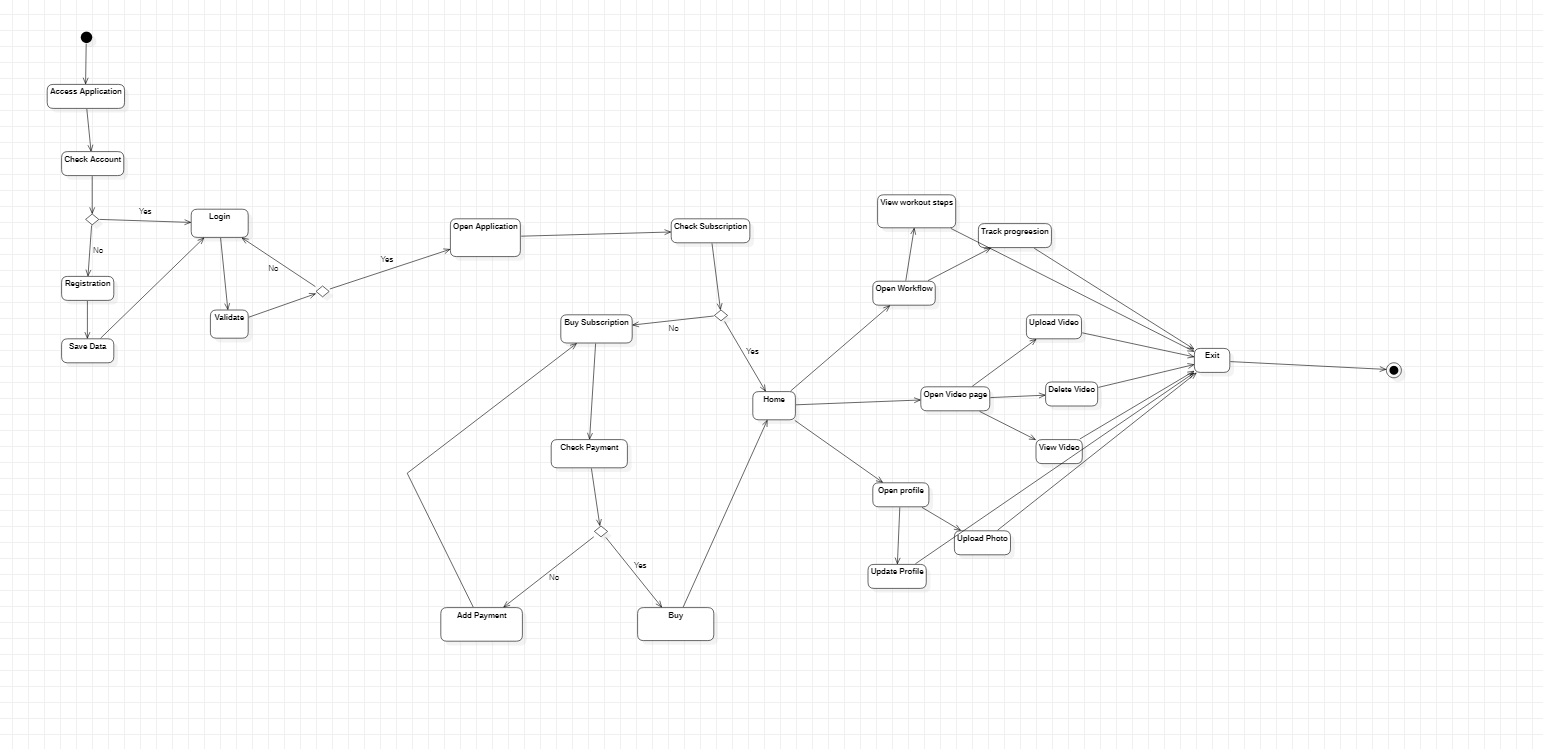 Access Application
Check Account
Yes
No
Registration
Save Data
Login
Validate
No
Yes
Open Application
Check Subscription
No
Yes
Buy Subscription
Check Payment
No
Yes
Add Payment
Buy
Home
View workout steps
Track progreesion
Open Workflow
Upload Video
Open Video page
Delete Video
View Video
Open profile
Upload Photo
Update Profile
Exit